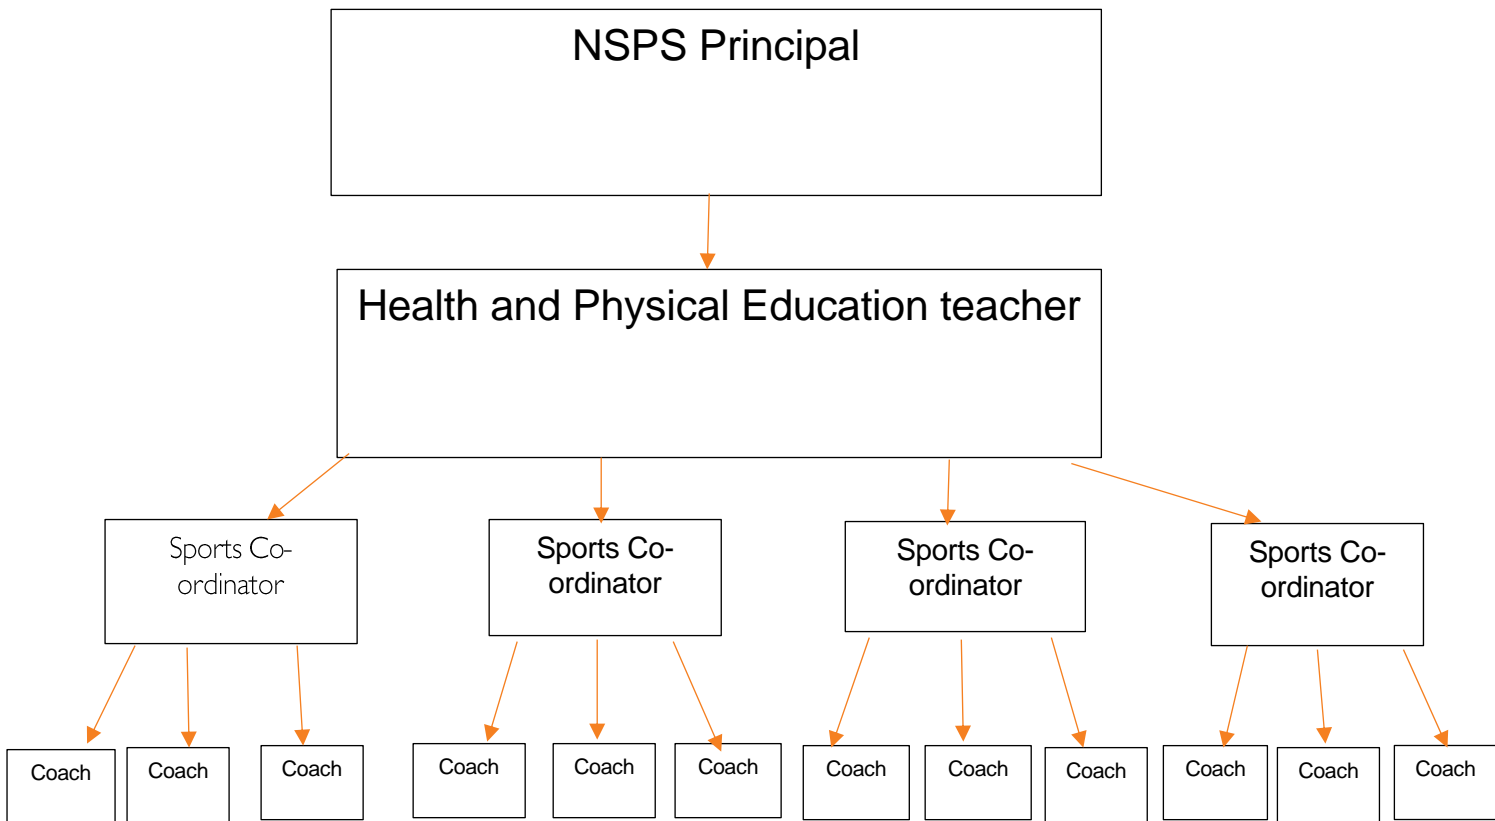 NSPS Principal
Health and Physical Education teacher
Sports Co-
ordinator
Sports Co-
ordinator
Sports Co-
ordinator
Sports Co-
ordinator
Coach
Coach
Coach
Coach
Coach
Coach
Coach
Coach
Coach
Coach
Coach
Coach